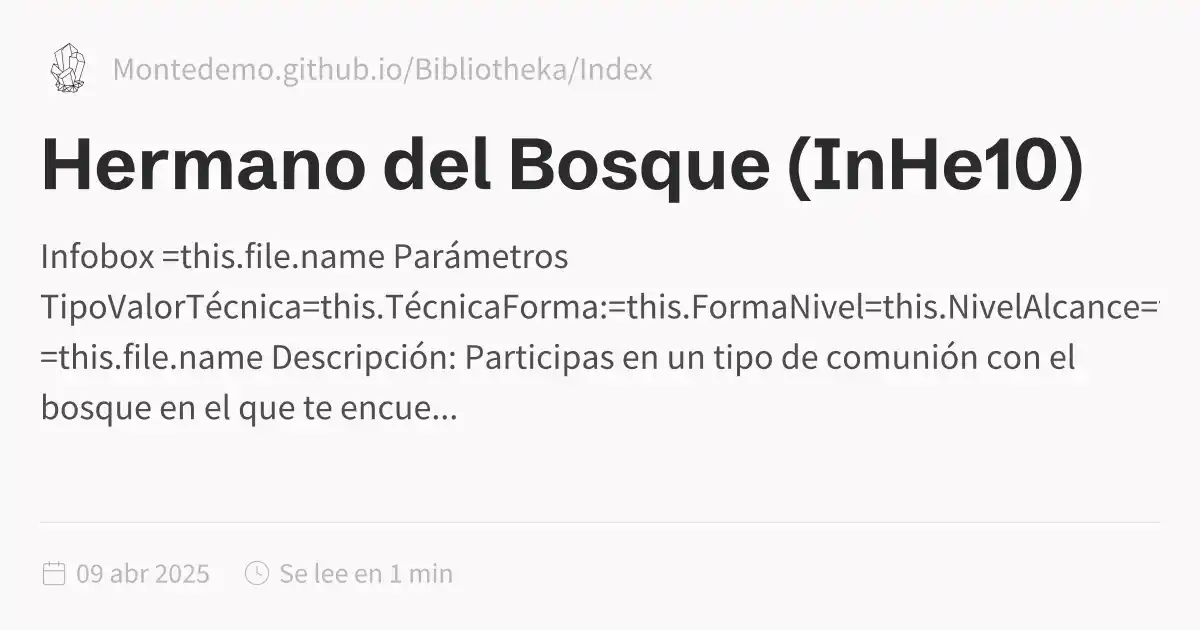 Montedemo.github.io/Bibliotheka/Index
Hermano del Bosque (InHe10)
Infobox =this.file.name Parámetros
TipoValorTécnica=this.TécnicaForma:=this.FormaNivel=this.NivelAlcance=
=this.file.name Descripción: Participas en un tipo de comunión con el
bosque en el que te encue...
09 abr 2025
Se lee en 1 min